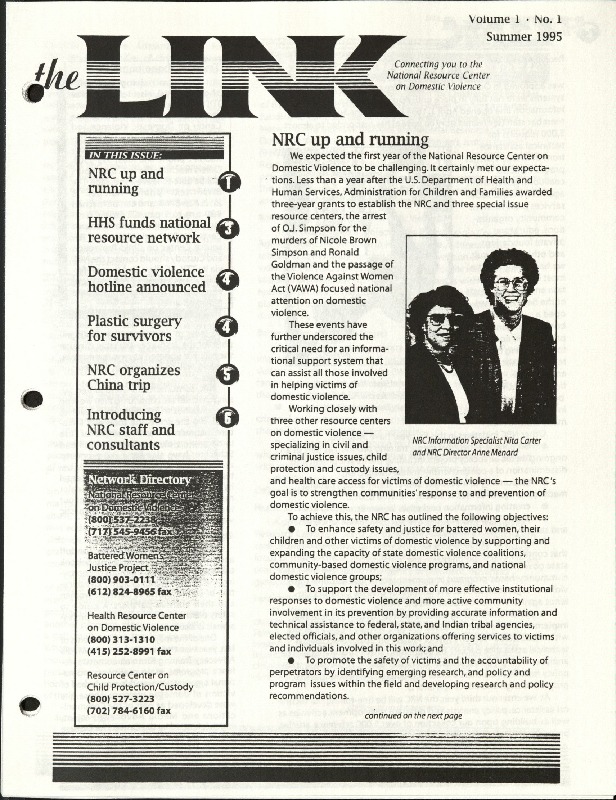 Volume 1 · No. 1
Summer 1995
the LINK
Connecting you to the
National Resource Center
on Domestic Violence
IN THIS ISSUE:
NRC up and
running
1
HHS funds national
resource network
3
Domestic violence
hotline announced
4
Plastic surgery
for survivors
4
NRC organizes
China trip
5
Introducing
NRC staff and
consultants
6
Network Directory
National Resource Center
on Domestic Violence
(800) 537-2238
(717) 545-9456 fax
Battered Women's
Justice Project
(800) 903-0111
(612) 824-8965 fax
Health Resource Center
on Domestic Violence
(800) 313-1310
(415) 252-8991 fax
Resource Center on
Child Protection/Custody
(800) 527-3223
(702) 784-6160 fax
NRC up and running
We expected the first year of the National Resource Center on
Domestic Violence to be challenging. It certainly met our expecta-
tions. Less than a year after the U.S. Department of Health and
Human Services, Administration for Children and Families awarded
three-year grants to establish the NRC and three special issue
resource centers, the arrest
of O.J. Simpson for the
murders of Nicole Brown
Simpson and Ronald
Goldman and the passage of
the Violence Against Women
Act (VAWA) focused national
attention on domestic
violence.
These events have
further underscored the
critical need for an informa-
tional support system that
can assist all those involved
in helping victims of
domestic violence.
Working closely with
three other resource centers
on domestic violence —
specializing in civil and
criminal justice issues, child
protection and custody issues,
and health care access for victims of domestic violence — the NRC's
goal is to strengthen communities' response to and prevention of
domestic violence.
To achieve this, the NRC has outlined the following objectives:
● To enhance safety and justice for battered women, their
children and other victims of domestic violence by supporting and
expanding the capacity of state domestic violence coalitions,
community-based domestic violence programs, and national
domestic violence groups;
● To support the development of more effective institutional
responses to domestic violence and more active community
involvement in its prevention by providing accurate information and
technical assistance to federal, state, and Indian tribal agencies,
elected officials, and other organizations offering services to victims
and individuals involved in this work; and
● To promote the safety of victims and the accountability of
perpetrators by identifying emerging research, and policy and
program issues within the field and developing research and policy
recommendations.
continued on the next page
NRC Information Specialist Nita Carter
and NRC Director Anne Menard